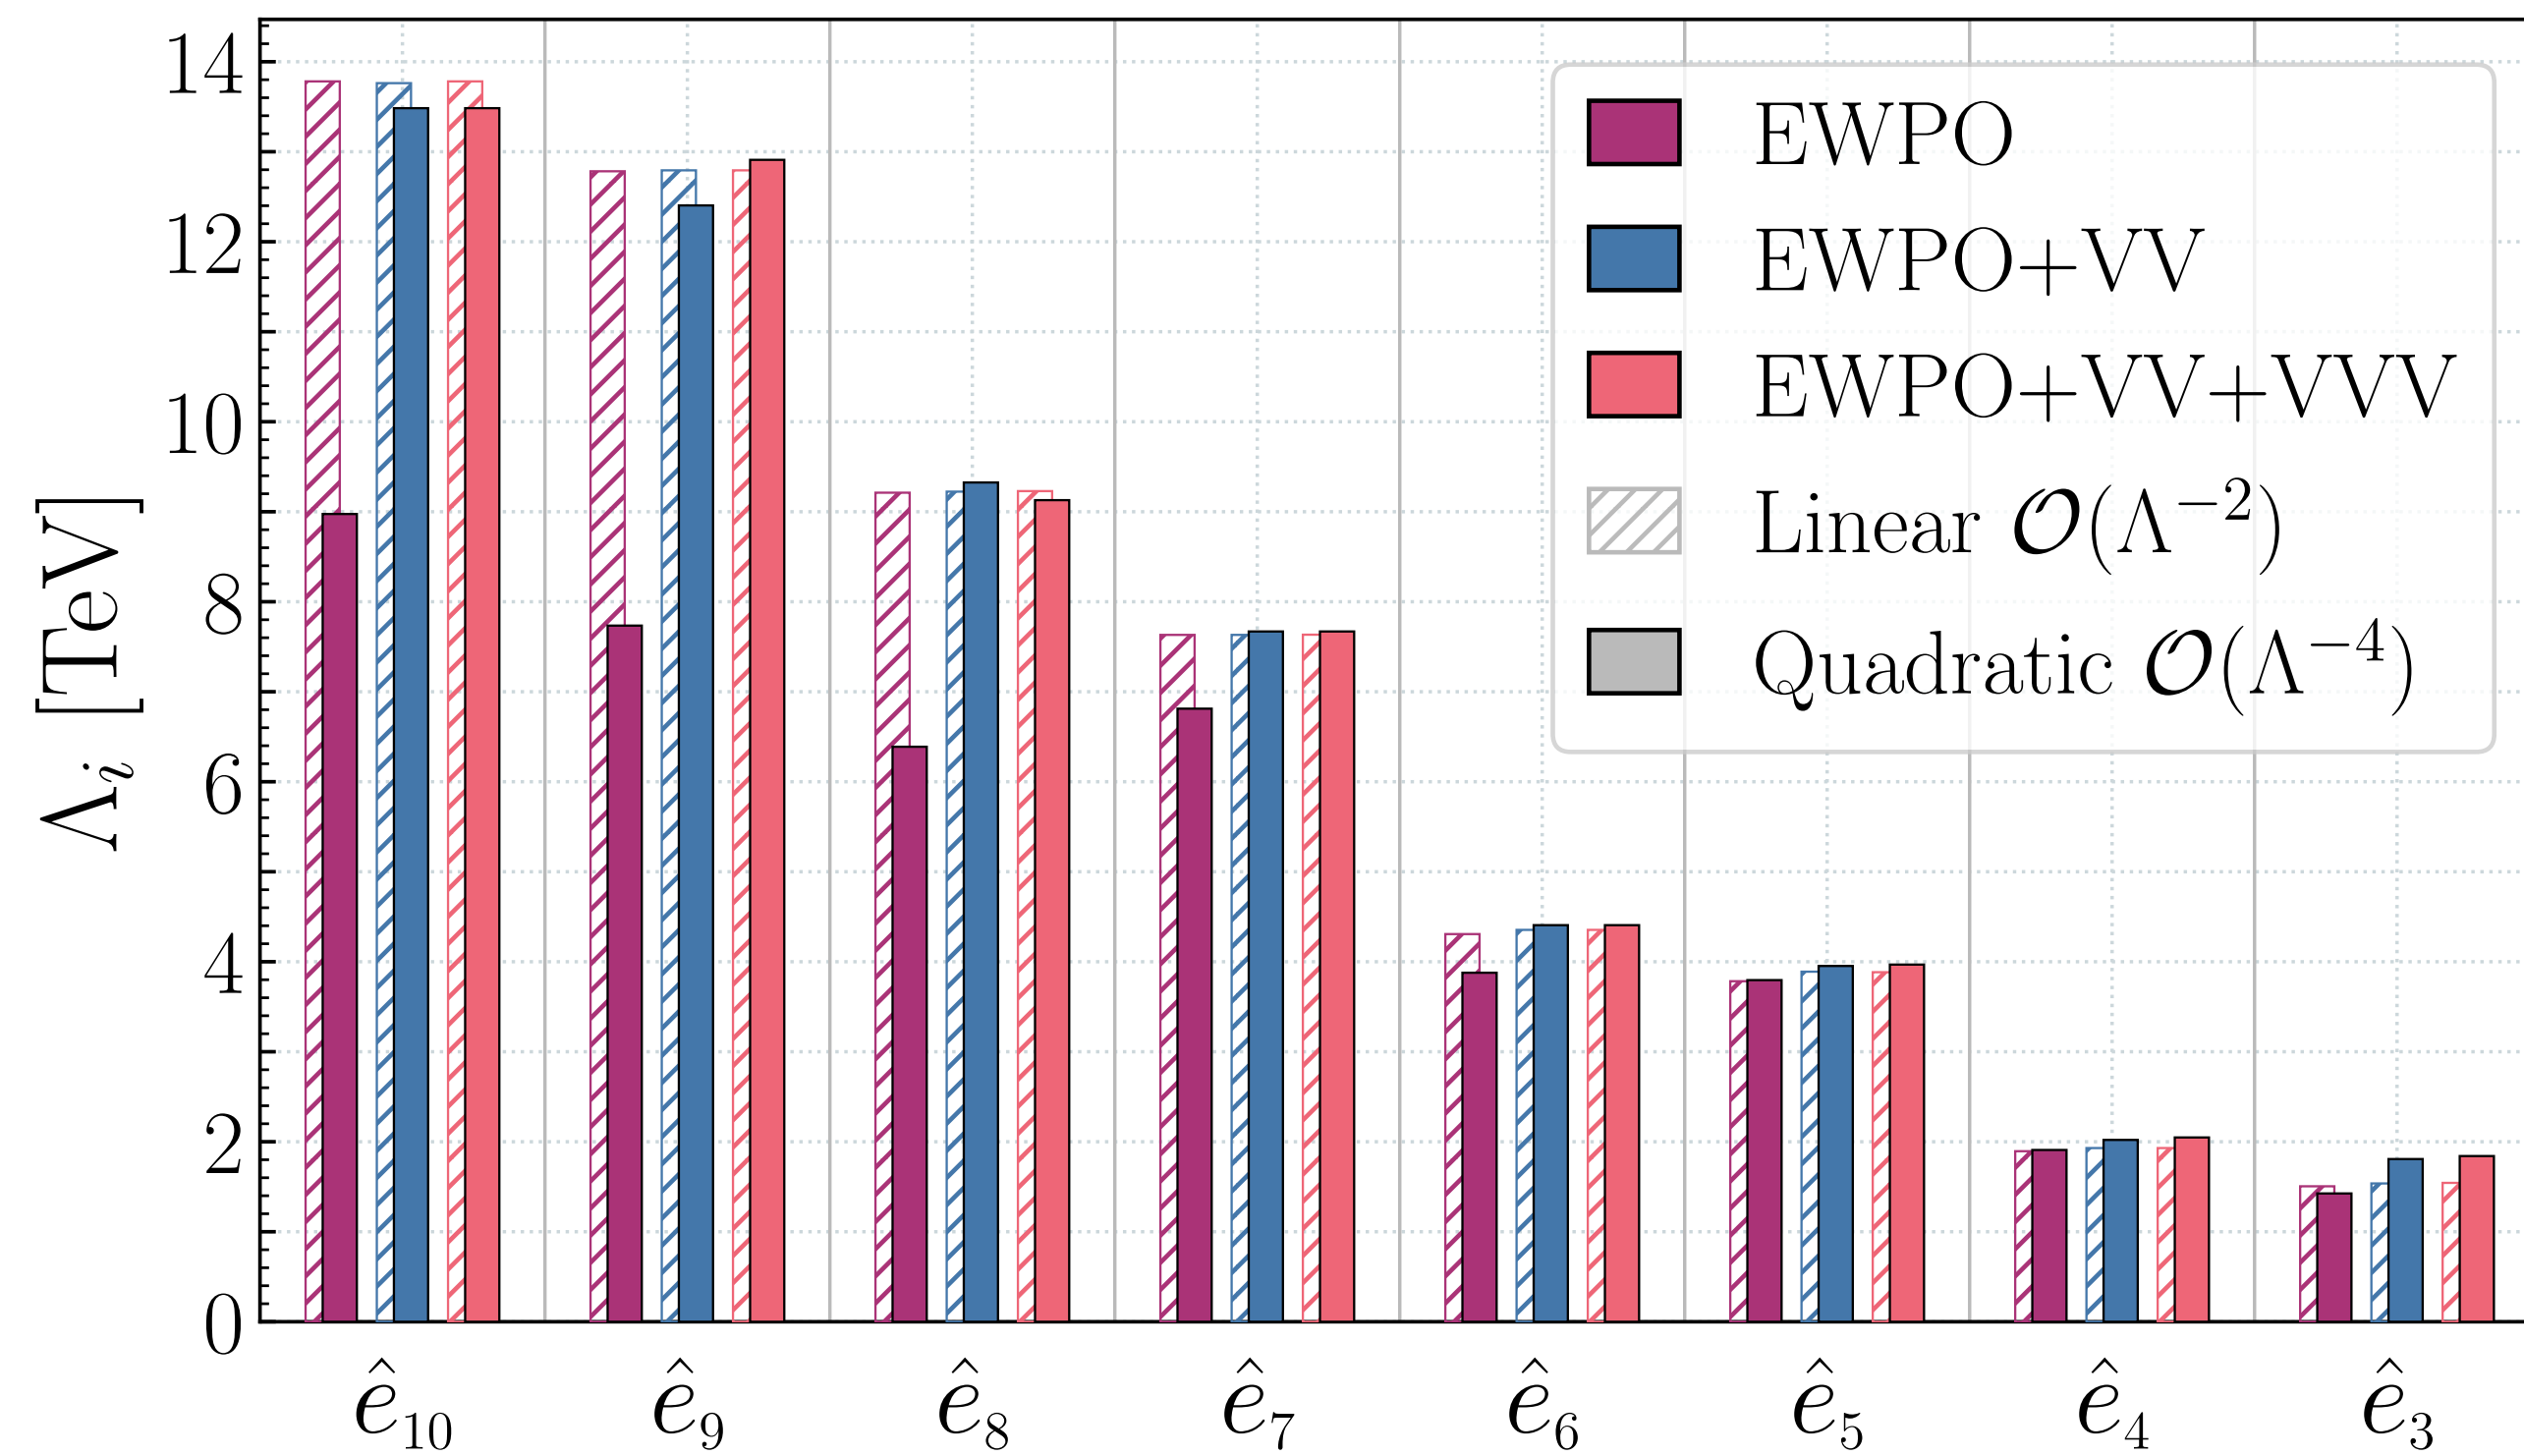 Λᵢ [TeV]
14
12
10
8
6
4
2
0
EWPO
EWPO+VV
EWPO+VV+VVV
Linear 𝒪(Λ⁻²)
Quadratic 𝒪(Λ⁻⁴)
ê₁₀ ê₉ ê₈ ê₇ ê₆ ê₅ ê₄ ê₃